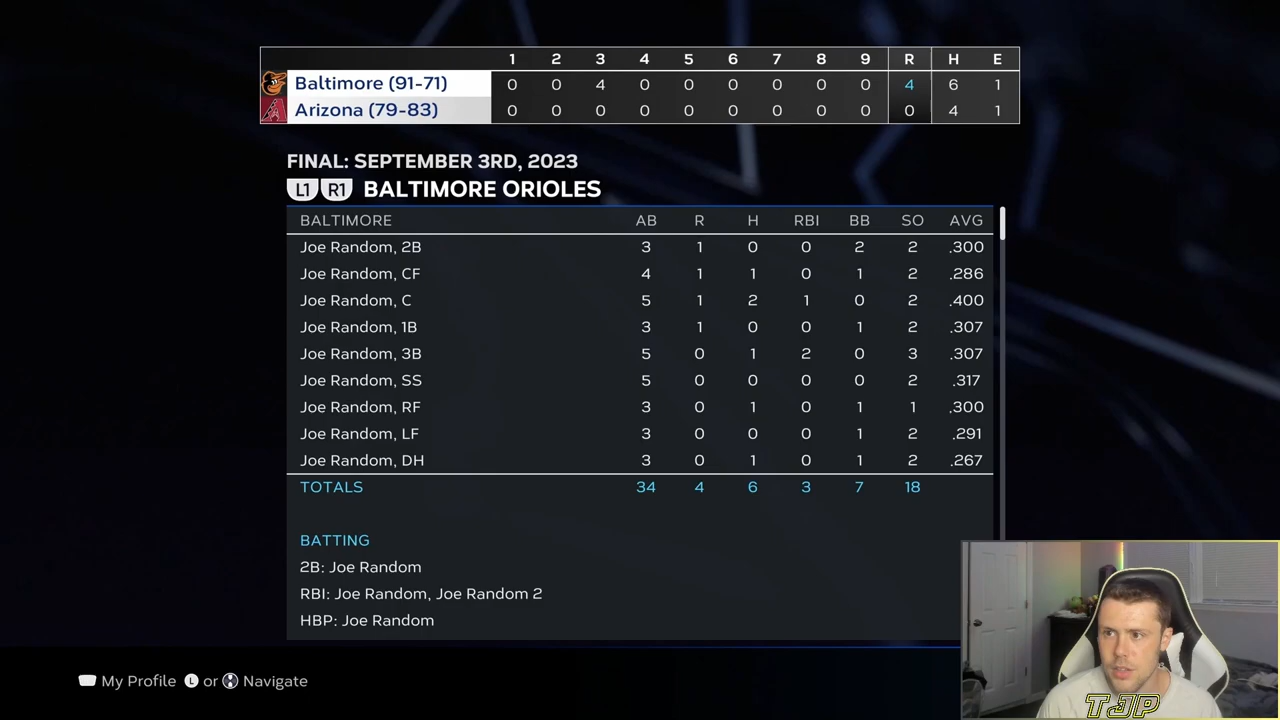 1 2 3 4 5 6 7 8 9 R H E
Baltimore (91-71) 0 0 4 0 0 0 0 0 0 4 6 1
Arizona (79-83) 0 0 0 0 0 0 0 0 0 0 4 1
FINAL: SEPTEMBER 3RD, 2023
L1 R1 BALTIMORE ORIOLES
BALTIMORE AB R H RBI BB SO AVG
Joe Random, 2B 3 1 0 0 2 2 .300
Joe Random, CF 4 1 1 0 1 2 .286
Joe Random, C 5 1 2 1 0 2 .400
Joe Random, 1B 3 1 0 0 1 2 .307
Joe Random, 3B 5 0 1 2 0 3 .307
Joe Random, SS 5 0 0 0 0 2 .317
Joe Random, RF 3 0 1 0 1 1 .300
Joe Random, LF 3 0 0 0 1 2 .291
Joe Random, DH 3 0 1 0 1 2 .267
TOTALS 34 4 6 3 7 18
BATTING
2B: Joe Random
RBI: Joe Random, Joe Random 2
HBP: Joe Random
My Profile L or Navigate
TJP